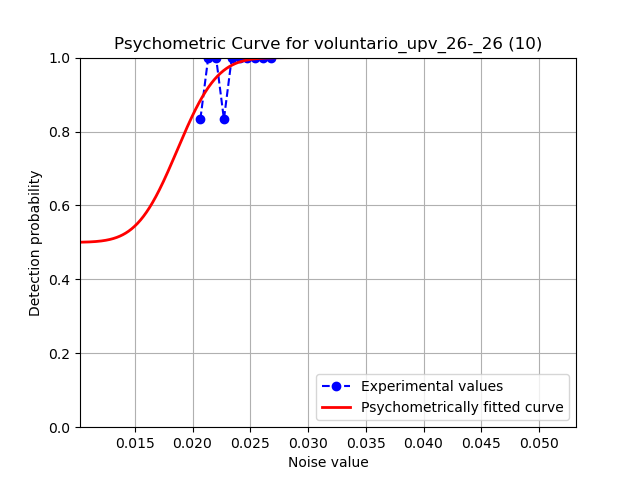 Psychometric Curve for voluntario_upv_26-_26 (10)
Detection probability
1.0
0.8
0.6
0.4
0.2
0.0
Experimental values
Psychometrically fitted curve
0.015 0.020 0.025 0.030 0.035 0.040 0.045 0.050
Noise value